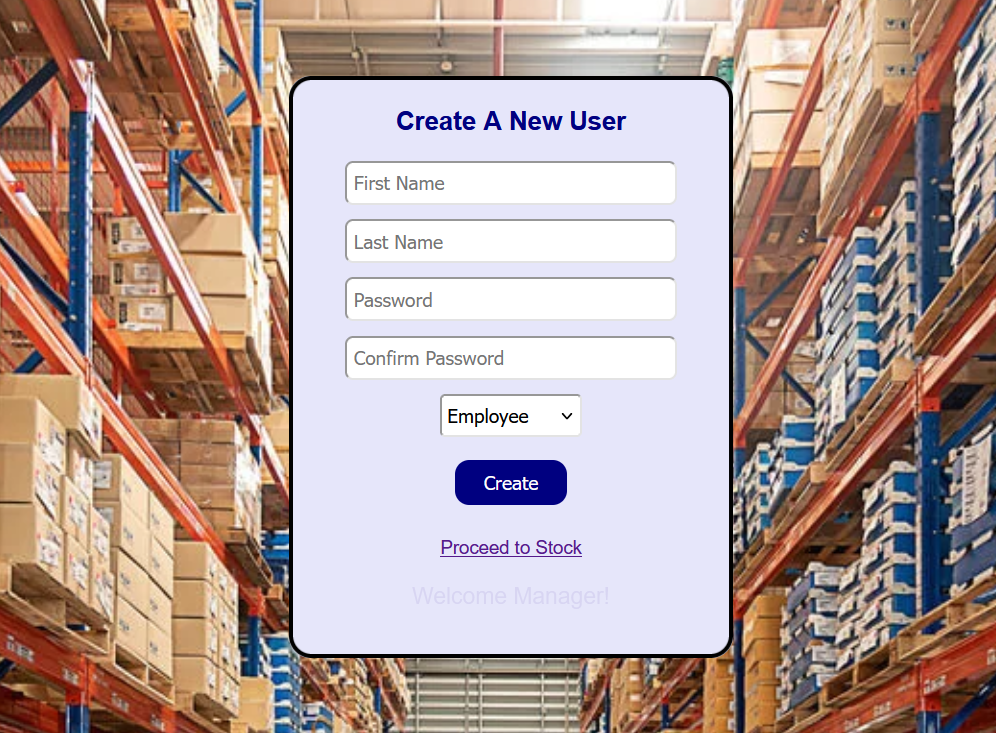 Create A New User
First Name
Last Name
Password
Confirm Password
Employee
Create
Proceed to Stock
Welcome Manager!